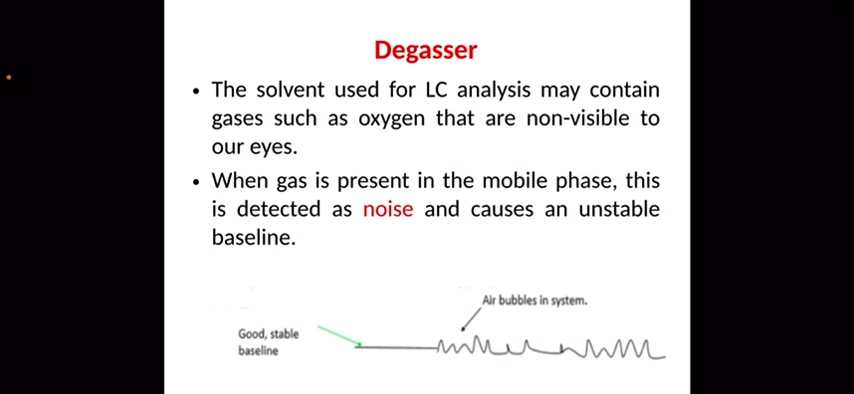 Degasser
• The solvent used for LC analysis may contain
gases such as oxygen that are non-visible to
our eyes.
• When gas is present in the mobile phase, this
is detected as noise and causes an unstable
baseline.
Air bubbles in system.
Good, stable
baseline